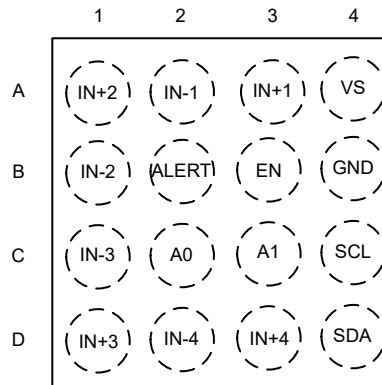 1 2 3 4
A IN+2 IN-1 IN+1 VS
B IN-2 ALERT EN GND
C IN-3 A0 A1 SCL
D IN+3 IN-4 IN+4 SDA